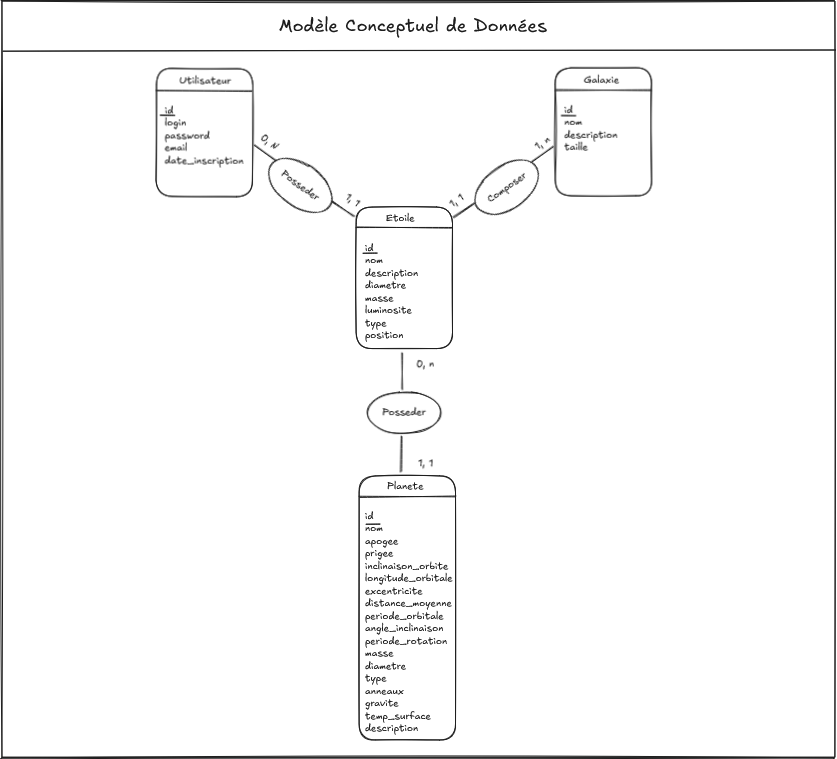 Modèle Conceptuel de Données
Utilisateur
id
login
password
email
date_inscription
0, N
Posseder
1, 1
Galaxie
id
nom
description
taille
1, n
Composer
1, 1
Etoile
id
nom
description
diametre
masse
luminosite
type
position
0, n
Posseder
1, 1
Planete
id
nom
apogee
prigee
inclinaison_orbite
longitude_orbitale
excentricite
distance_moyenne
periode_orbitale
angle_inclinaison
periode_rotation
masse
diametre
type
anneaux
gravite
temp_surface
description